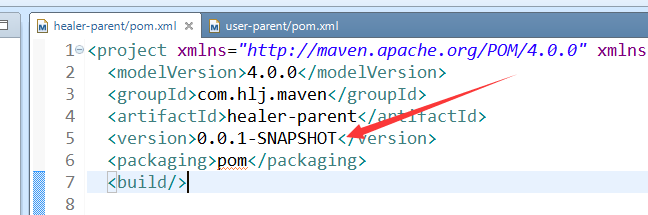 healer-parent/pom.xml user-parent/pom.xml
1 <project xmlns="http://maven.apache.org/POM/4.0.0" xmlns
2 <modelVersion>4.0.0</modelVersion>
3 <groupId>com.hlj.maven</groupId>
4 <artifactId>healer-parent</artifactId>
5 <version>0.0.1-SNAPSHOT</version>
6 <packaging>pom</packaging>
7 <build/>
8